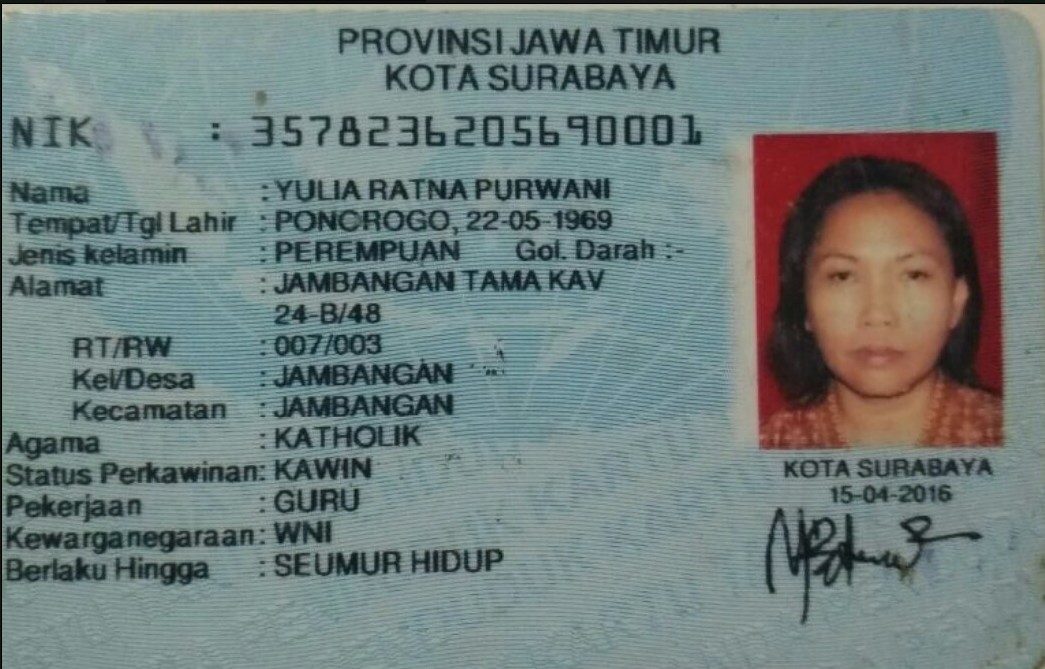 PROVINSI JAWA TIMUR
KOTA SURABAYA
NIK : 3578236205690001
Nama : YULIA RATNA PURWANI
Tempat/Tgl Lahir : PONOROGO, 22-05-1969
Jenis kelamin : PEREMPUAN Gol. Darah :-
Alamat : JAMBANGAN TAMA KAV
24-B/48
RT/RW : 007/003
Kel/Desa : JAMBANGAN
Kecamatan : JAMBANGAN
Agama : KATHOLIK
Status Perkawinan: KAWIN
Pekerjaan : GURU
Kewarganegaraan: WNI
Berlaku Hingga : SEUMUR HIDUP
KOTA SURABAYA
15-04-2016